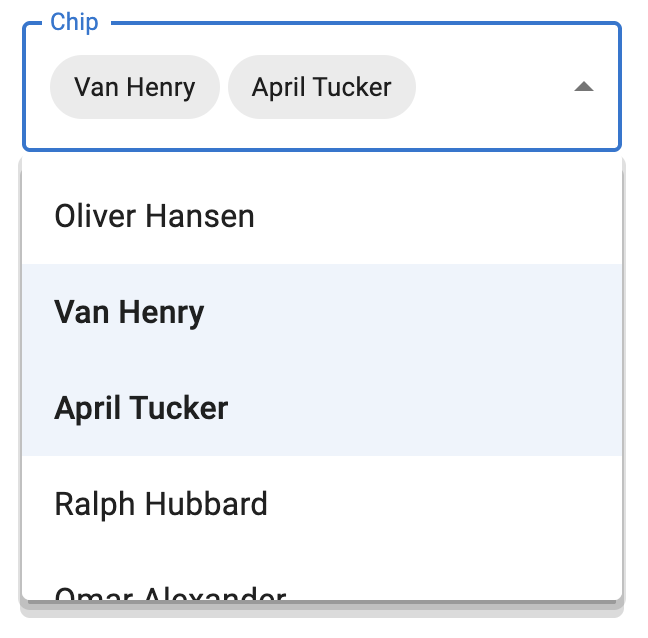 Chip
Van Henry April Tucker
Oliver Hansen
Van Henry
April Tucker
Ralph Hubbard
Omar Alexander